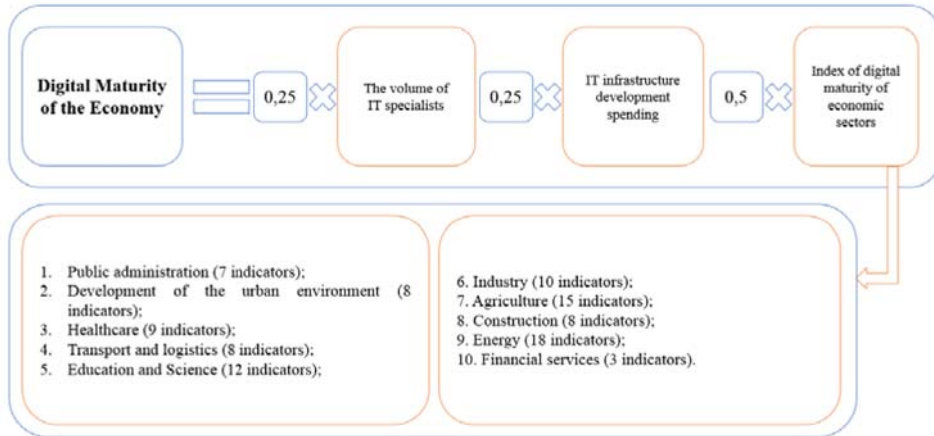 Digital Maturity
of the Economy
0,25
The volume of
IT specialists
0,25
IT infrastructure
development
spending
0,5
Index of digital
maturity of
economic
sectors
1. Public administration (7 indicators);
2. Development of the urban environment (8
indicators);
3. Healthcare (9 indicators);
4. Transport and logistics (8 indicators);
5. Education and Science (12 indicators);
6. Industry (10 indicators);
7. Agriculture (15 indicators);
8. Construction (8 indicators);
9. Energy (18 indicators);
10. Financial services (3 indicators).